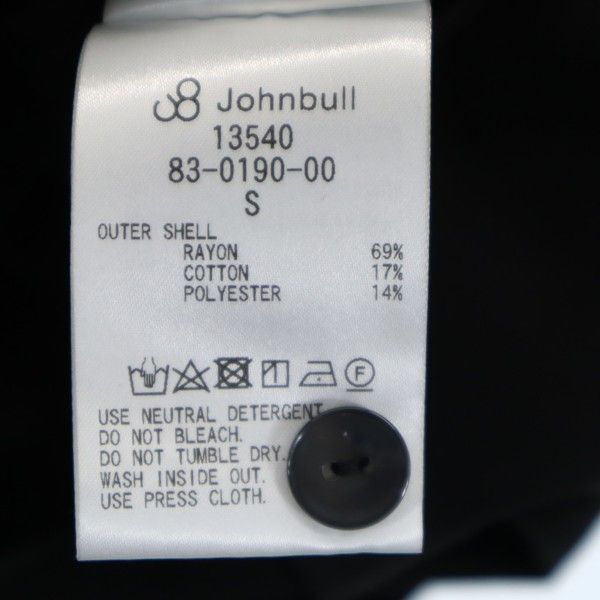 Johnbull
13540
83-0190-00
S
OUTER SHELL
RAYON 69%
COTTON 17%
POLYESTER 14%
F
USE NEUTRAL DETERGENT
DO NOT BLEACH.
DO NOT TUMBLE DRY.
WASH INSIDE OUT.
USE PRESS CLOTH.